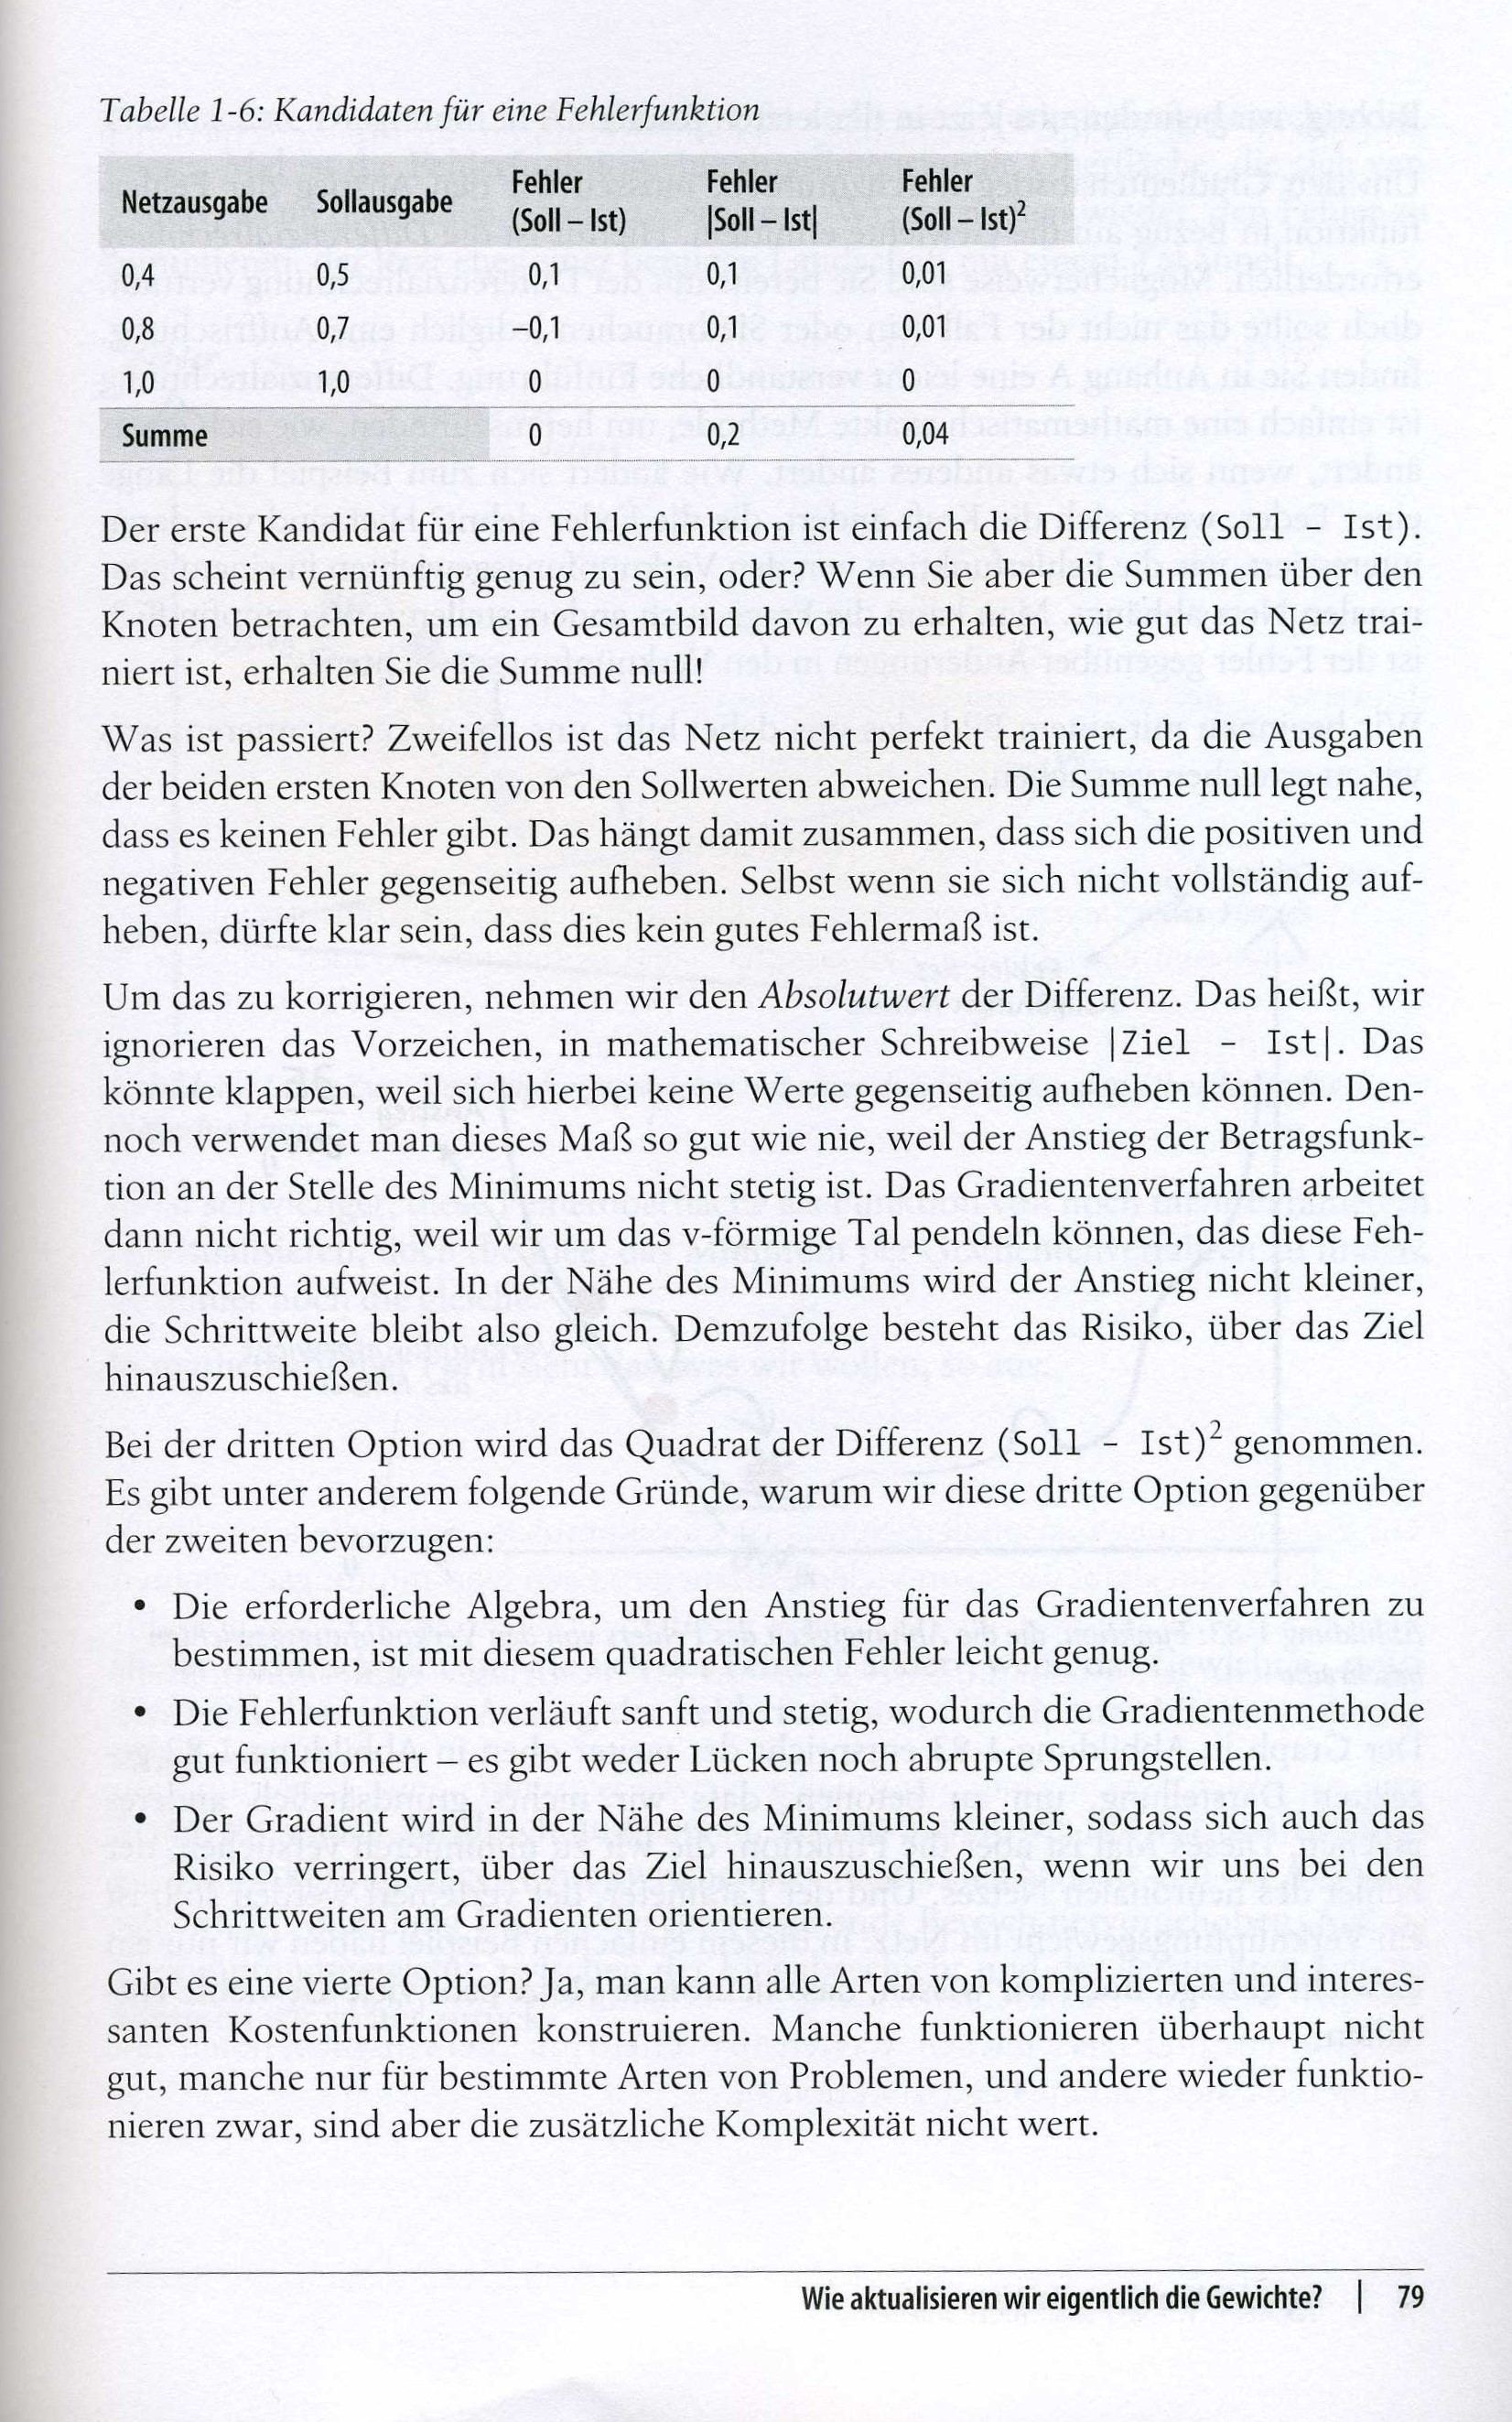 Tabelle 1-6: Kandidaten für eine Fehlerfunktion
Netzausgabe Sollausgabe Fehler (Soll – Ist) Fehler |Soll – Ist| Fehler (Soll – Ist)²
0,4 0,5 0,1 0,1 0,01
0,8 0,7 –0,1 0,1 0,01
1,0 1,0 0 0 0
Summe 0 0,2 0,04
Der erste Kandidat für eine Fehlerfunktion ist einfach die Differenz (Soll - Ist).
Das scheint vernünftig genug zu sein, oder? Wenn Sie aber die Summen über den
Knoten betrachten, um ein Gesamtbild davon zu erhalten, wie gut das Netz trai-
niert ist, erhalten Sie die Summe null!
Was ist passiert? Zweifellos ist das Netz nicht perfekt trainiert, da die Ausgaben
der beiden ersten Knoten von den Sollwerten abweichen. Die Summe null legt nahe,
dass es keinen Fehler gibt. Das hängt damit zusammen, dass sich die positiven und
negativen Fehler gegenseitig aufheben. Selbst wenn sie sich nicht vollständig auf-
heben, dürfte klar sein, dass dies kein gutes Fehlermaß ist.
Um das zu korrigieren, nehmen wir den Absolutwert der Differenz. Das heißt, wir
ignorieren das Vorzeichen, in mathematischer Schreibweise |Ziel - Ist|. Das
könnte klappen, weil sich hierbei keine Werte gegenseitig aufheben können. Den-
noch verwendet man dieses Maß so gut wie nie, weil der Anstieg der Betragsfunk-
tion an der Stelle des Minimums nicht stetig ist. Das Gradientenverfahren arbeitet
dann nicht richtig, weil wir um das v-förmige Tal pendeln können, das diese Feh-
lerfunktion aufweist. In der Nähe des Minimums wird der Anstieg nicht kleiner,
die Schrittweite bleibt also gleich. Demzufolge besteht das Risiko, über das Ziel
hinauszuschießen.
Bei der dritten Option wird das Quadrat der Differenz (Soll - Ist)² genommen.
Es gibt unter anderem folgende Gründe, warum wir diese dritte Option gegenüber
der zweiten bevorzugen:
• Die erforderliche Algebra, um den Anstieg für das Gradientenverfahren zu
bestimmen, ist mit diesem quadratischen Fehler leicht genug.
• Die Fehlerfunktion verläuft sanft und stetig, wodurch die Gradientenmethode
gut funktioniert – es gibt weder Lücken noch abrupte Sprungstellen.
• Der Gradient wird in der Nähe des Minimums kleiner, sodass sich auch das
Risiko verringert, über das Ziel hinauszuschießen, wenn wir uns bei den
Schrittweiten am Gradienten orientieren.
Gibt es eine vierte Option? Ja, man kann alle Arten von komplizierten und interes-
santen Kostenfunktionen konstruieren. Manche funktionieren überhaupt nicht
gut, manche nur für bestimmte Arten von Problemen, und andere wieder funktio-
nieren zwar, sind aber die zusätzliche Komplexität nicht wert.
Wie aktualisieren wir eigentlich die Gewichte? | 79